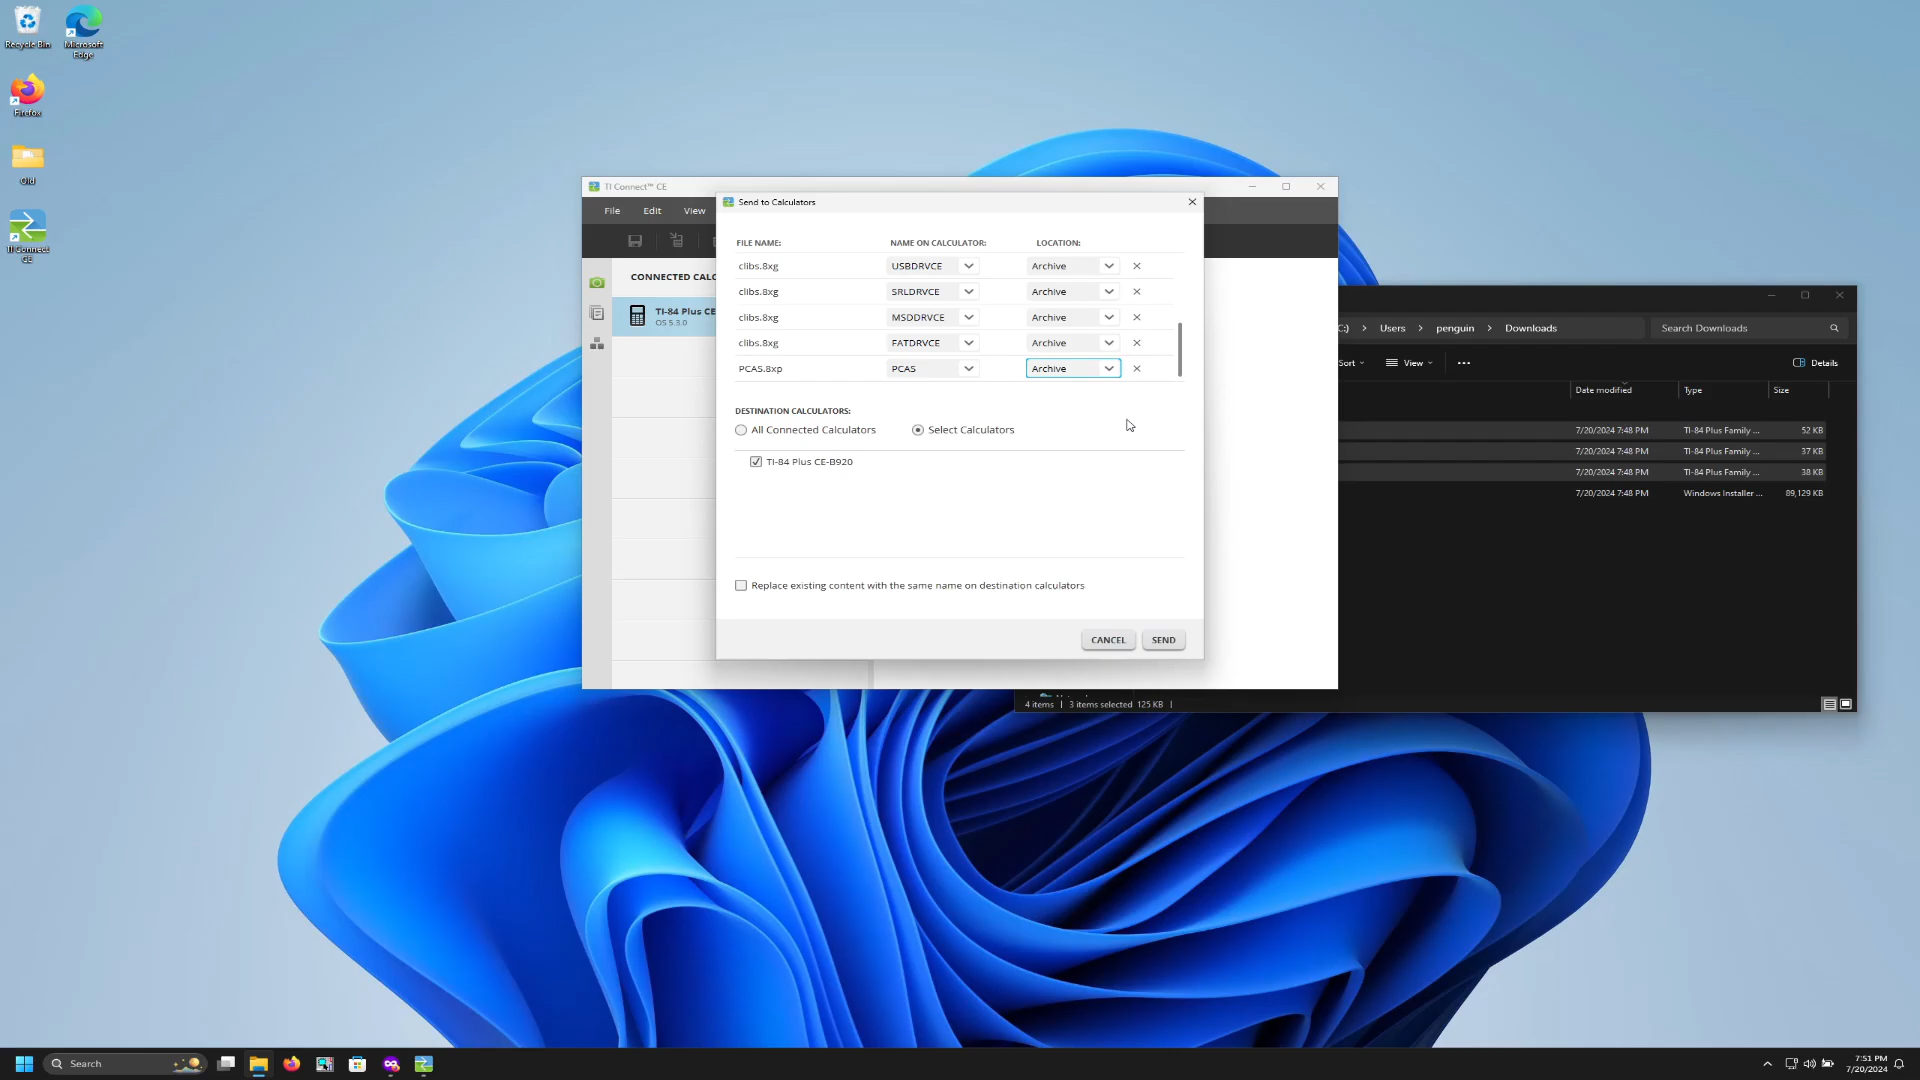 Recycle Bin
Microsoft
Edge
Firefox
Old
TI Connect
CE
TI Connect™ CE
File Edit View
CONNECTED CALC
TI-84 Plus CE
OS 5.3.0
Send to Calculators
FILE NAME: NAME ON CALCULATOR: LOCATION:
clibs.8xg USBDRVCE Archive
clibs.8xg SRLDRVCE Archive
clibs.8xg MSDDRVCE Archive
clibs.8xg FATDRVCE Archive
PCAS.8xp PCAS Archive
DESTINATION CALCULATORS:
All Connected Calculators Select Calculators
TI-84 Plus CE-B920
Replace existing content with the same name on destination calculators
CANCEL SEND
C:) Users penguin Downloads Search Downloads
Sort View Details
Date modified Type Size
7/20/2024 7:48 PM TI-84 Plus Family ... 52 KB
7/20/2024 7:48 PM TI-84 Plus Family ... 37 KB
7/20/2024 7:48 PM TI-84 Plus Family ... 38 KB
7/20/2024 7:48 PM Windows Installer ... 89,129 KB
4 items 3 items selected 125 KB
Search
7:51 PM
7/20/2024